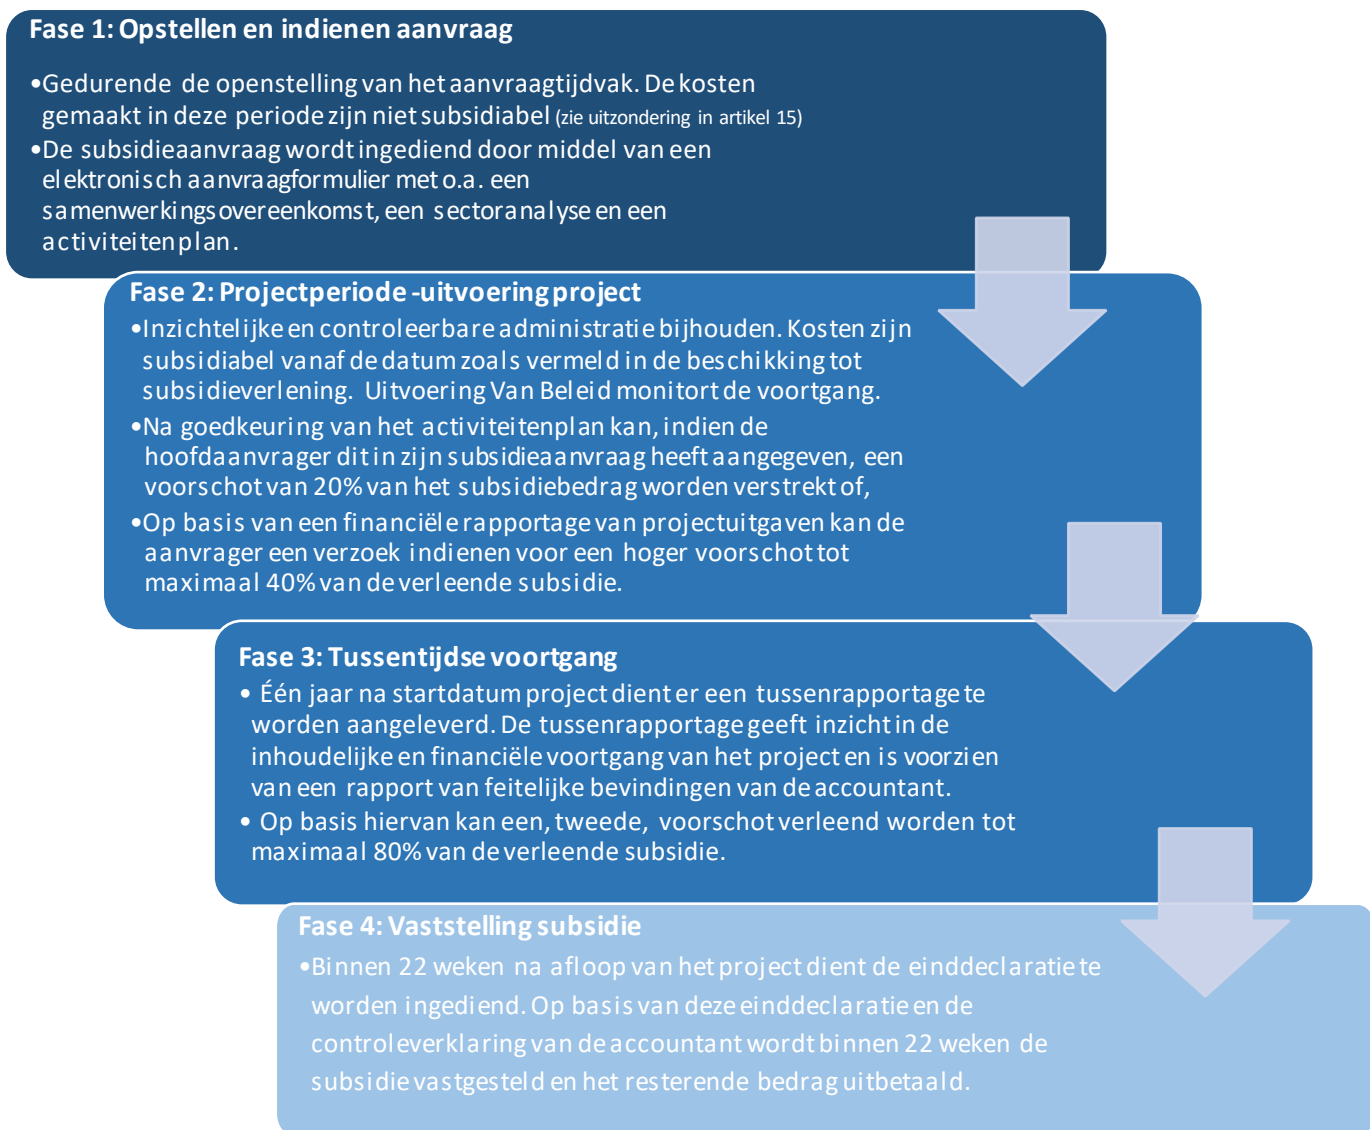 Fase 1: Opstellen en indienen aanvraag
•Gedurende de openstelling van het aanvraagtijdvak. De kosten
gemaakt in deze periode zijn niet subsidiabel (zie uitzondering in artikel 15)
•De subsidieaanvraag wordt ingediend door middel van een
elektronisch aanvraagformulier met o.a. een
samenwerkingsovereenkomst, een sectoranalyse en een
activiteitenplan.
Fase 2: Projectperiode -uitvoering project
•Inzichtelijke en controleerbare administratie bijhouden. Kosten zijn
subsidiabel vanaf de datum zoals vermeld in de beschikking tot
subsidieverlening. Uitvoering Van Beleid monitort de voortgang.
•Na goedkeuring van het activiteitenplan kan, indien de
hoofdaanvrager dit in zijn subsidieaanvraag heeft aangegeven, een
voorschot van 20% van het subsidiebedrag worden verstrekt of,
•Op basis van een financiële rapportage van projectuitgaven kan de
aanvrager een verzoek indienen voor een hoger voorschot tot
maximaal 40% van de verleende subsidie.
Fase 3: Tussentijdse voortgang
• Één jaar na startdatum project dient er een tussenrapportage te
worden aangeleverd. De tussenrapportage geeft inzicht in de
inhoudelijke en financiële voortgang van het project en is voorzien
van een rapport van feitelijke bevindingen van de accountant.
• Op basis hiervan kan een, tweede, voorschot verleend worden tot
maximaal 80% van de verleende subsidie.
Fase 4: Vaststelling subsidie
•Binnen 22 weken na afloop van het project dient de einddeclaratie te
worden ingediend. Op basis van deze einddeclaratie en de
controleverklaring van de accountant wordt binnen 22 weken de
subsidie vastgesteld en het resterende bedrag uitbetaald.